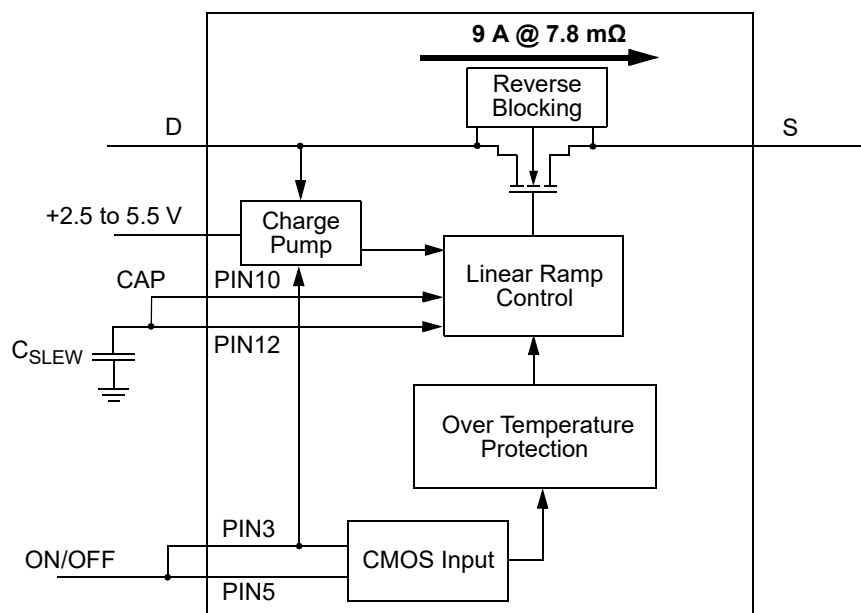 9 A @ 7.8 mΩ
Reverse
Blocking
D
S
+2.5 to 5.5 V
Charge
Pump
Linear Ramp
Control
CAP
PIN10
PIN12
CSLEW
Over Temperature
Protection
PIN3
CMOS Input
ON/OFF
PIN5